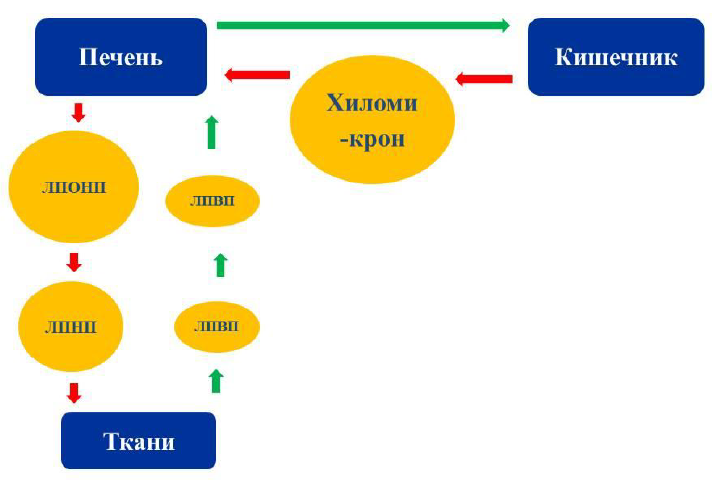 Печень
Кишечник
Хиломи
-крон
ЛПОНП
ЛПВП
ЛПНП
ЛПВП
Ткани